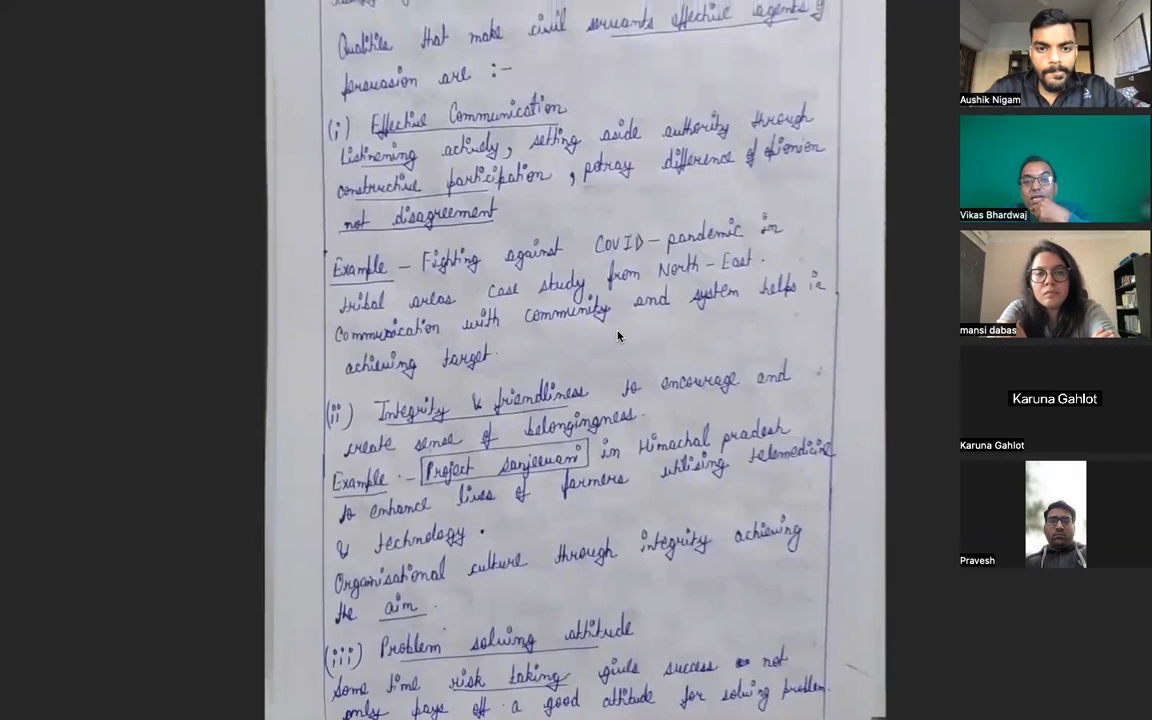 Qualities that make civil servants effective agents of
persuasion are :-
(i) Effective Communication
Listinening actively, setting aside authority through
constructive participation, potray difference of opinion
not disagreement
Example - Fighting against COVID-pandemic in
tribal areas case study from North-East.
Communication with community and system helps in
achieving target.
(ii) Integrity & friendliness to encourage and
create sense of belongingness.
Example - Project Sanjeevani in Himachal pradesh
to enhance lives of farmers utilising telemedicine
& technology.
Organisational culture through integrity achieving
the aim.
(iii) Problem solving attitude
Some time risk taking gives success not
only pays off a good attitude for solving problem.
Aushik Nigam
Vikas Bhardwaj
mansi dabas
Karuna Gahlot
Karuna Gahlot
Pravesh